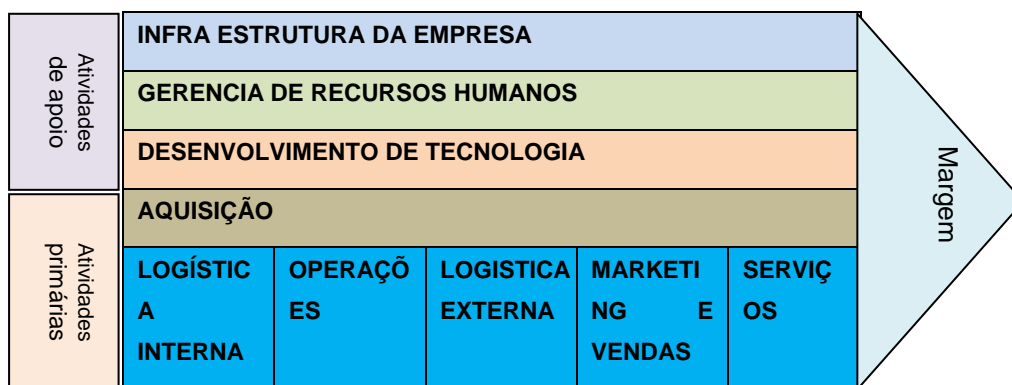 Atividades
de apoio
INFRA ESTRUTURA DA EMPRESA
GERENCIA DE RECURSOS HUMANOS
DESENVOLVIMENTO DE TECNOLOGIA
Atividades
primárias
AQUISIÇÃO
LOGÍSTIC
A
INTERNA
OPERAÇÕ
ES
LOGISTICA
EXTERNA
MARKETI
NG E
VENDAS
SERVIÇ
OS
Margem